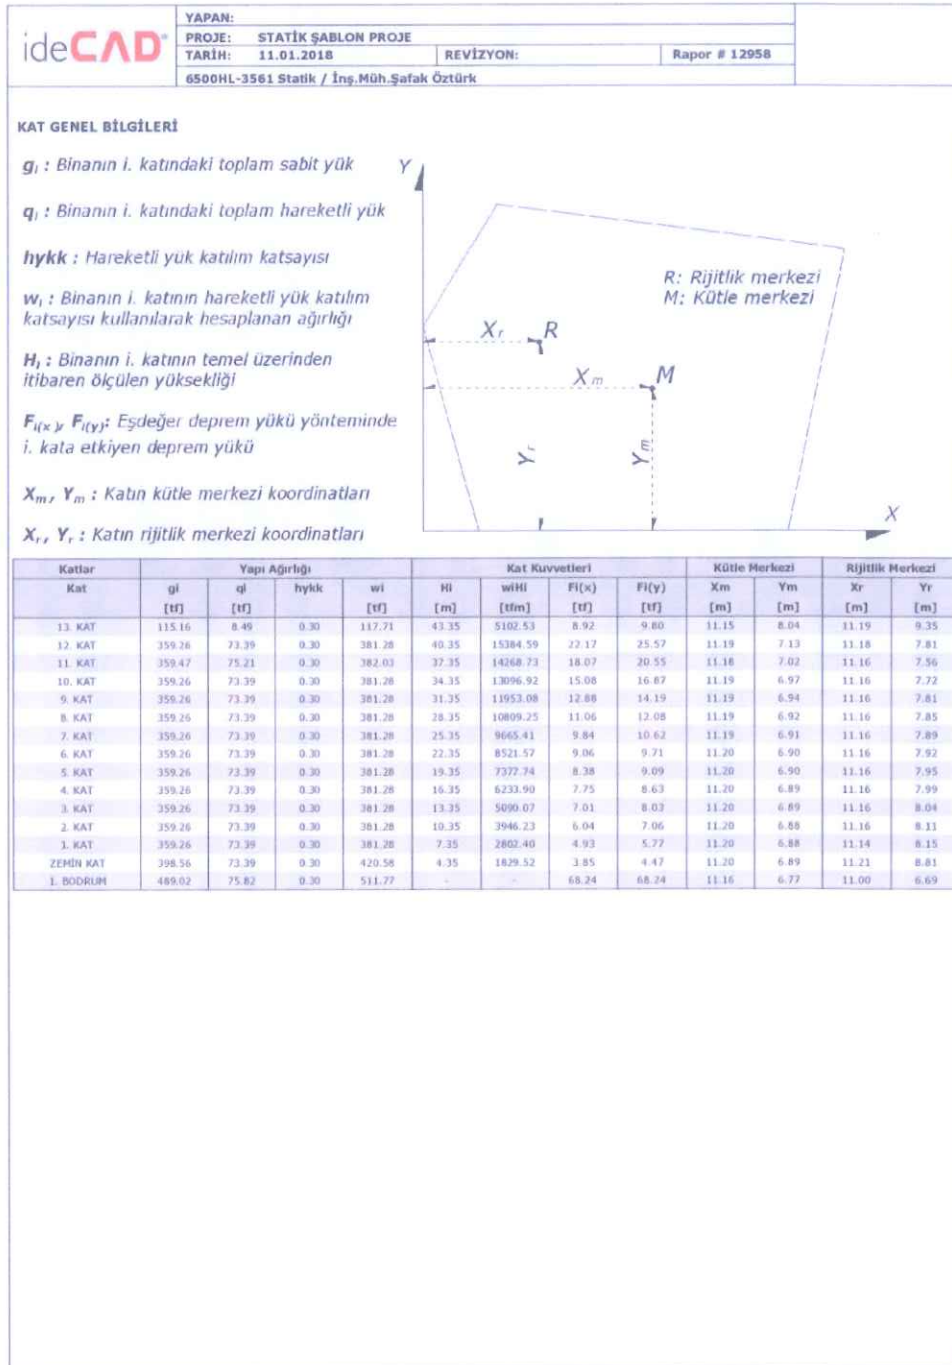 ideCAD
YAPAN:
PROJE: STATİK ŞABLON PROJE
TARİH: 11.01.2018 REVİZYON: Rapor # 12958
6500HL-3561 Statik / İnş.Müh.Şafak Öztürk
KAT GENEL BİLGİLERİ
gi : Binanın i. katındaki toplam sabit yük
qi : Binanın i. katındaki toplam hareketli yük
hykk : Hareketli yük katılım katsayısı
wi : Binanın i. katının hareketli yük katılım
katsayısı kullanılarak hesaplanan ağırlığı
Hi : Binanın i. katının temel üzerinden
itibaren ölçülen yüksekliği
Fi(x), Fi(y): Eşdeğer deprem yükü yönteminde
i. kata etkiyen deprem yükü
Xm, Ym : Katın kütle merkezi koordinatları
Xr, Yr : Katın rijitlik merkezi koordinatları
Y
R: Rijitlik merkezi
M: Kütle merkezi
Xr R
Xm M
Yr Ym
X
Katlar Yapı Ağırlığı Kat Kuvvetleri Kütle Merkezi Rijitlik Merkezi
Kat gi qi hykk wi Hi wiHi Fi(x) Fi(y) Xm Ym Xr Yr
[tf] [tf] [tf] [m] [tfm] [tf] [tf] [m] [m] [m] [m]
13. KAT 115.16 8.49 0.30 117.71 43.35 5102.53 8.92 9.80 11.15 8.04 11.19 9.35
12. KAT 359.26 73.39 0.30 381.28 40.35 15384.59 22.17 25.57 11.19 7.13 11.18 7.81
11. KAT 359.47 75.21 0.30 382.03 37.35 14268.73 18.07 20.55 11.18 7.02 11.16 7.56
10. KAT 359.26 73.39 0.30 381.28 34.35 13096.92 15.08 16.87 11.19 6.97 11.16 7.72
9. KAT 359.26 73.39 0.30 381.28 31.35 11953.08 12.88 14.19 11.19 6.94 11.16 7.81
8. KAT 359.26 73.39 0.30 381.28 28.35 10809.25 11.06 12.08 11.19 6.92 11.16 7.85
7. KAT 359.26 73.39 0.30 381.28 25.35 9665.41 9.84 10.62 11.19 6.91 11.16 7.89
6. KAT 359.26 73.39 0.30 381.28 22.35 8521.57 9.06 9.71 11.20 6.90 11.16 7.92
5. KAT 359.26 73.39 0.30 381.28 19.35 7377.74 8.38 9.09 11.20 6.90 11.16 7.95
4. KAT 359.26 73.39 0.30 381.28 16.35 6233.90 7.75 8.63 11.20 6.89 11.16 7.99
3. KAT 359.26 73.39 0.30 381.28 13.35 5090.07 7.01 8.03 11.20 6.89 11.16 8.04
2. KAT 359.26 73.39 0.30 381.28 10.35 3946.23 6.04 7.06 11.20 6.88 11.16 8.11
1. KAT 359.26 73.39 0.30 381.28 7.35 2802.40 4.93 5.77 11.20 6.88 11.14 8.15
ZEMİN KAT 398.56 73.39 0.30 420.58 4.35 1829.52 3.85 4.47 11.20 6.89 11.21 8.81
1. BODRUM 489.02 75.82 0.30 511.77 - - 68.24 68.24 11.16 6.77 11.00 6.69